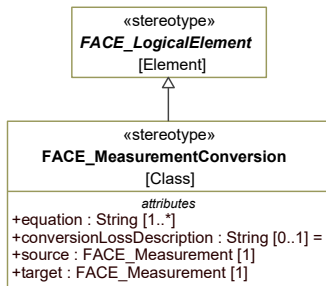 «stereotype»
FACE_LogicalElement
[Element]
«stereotype»
FACE_MeasurementConversion
[Class]
attributes
+equation : String [1..*]
+conversionLossDescription : String [0..1] =
+source : FACE_Measurement [1]
+target : FACE_Measurement [1]